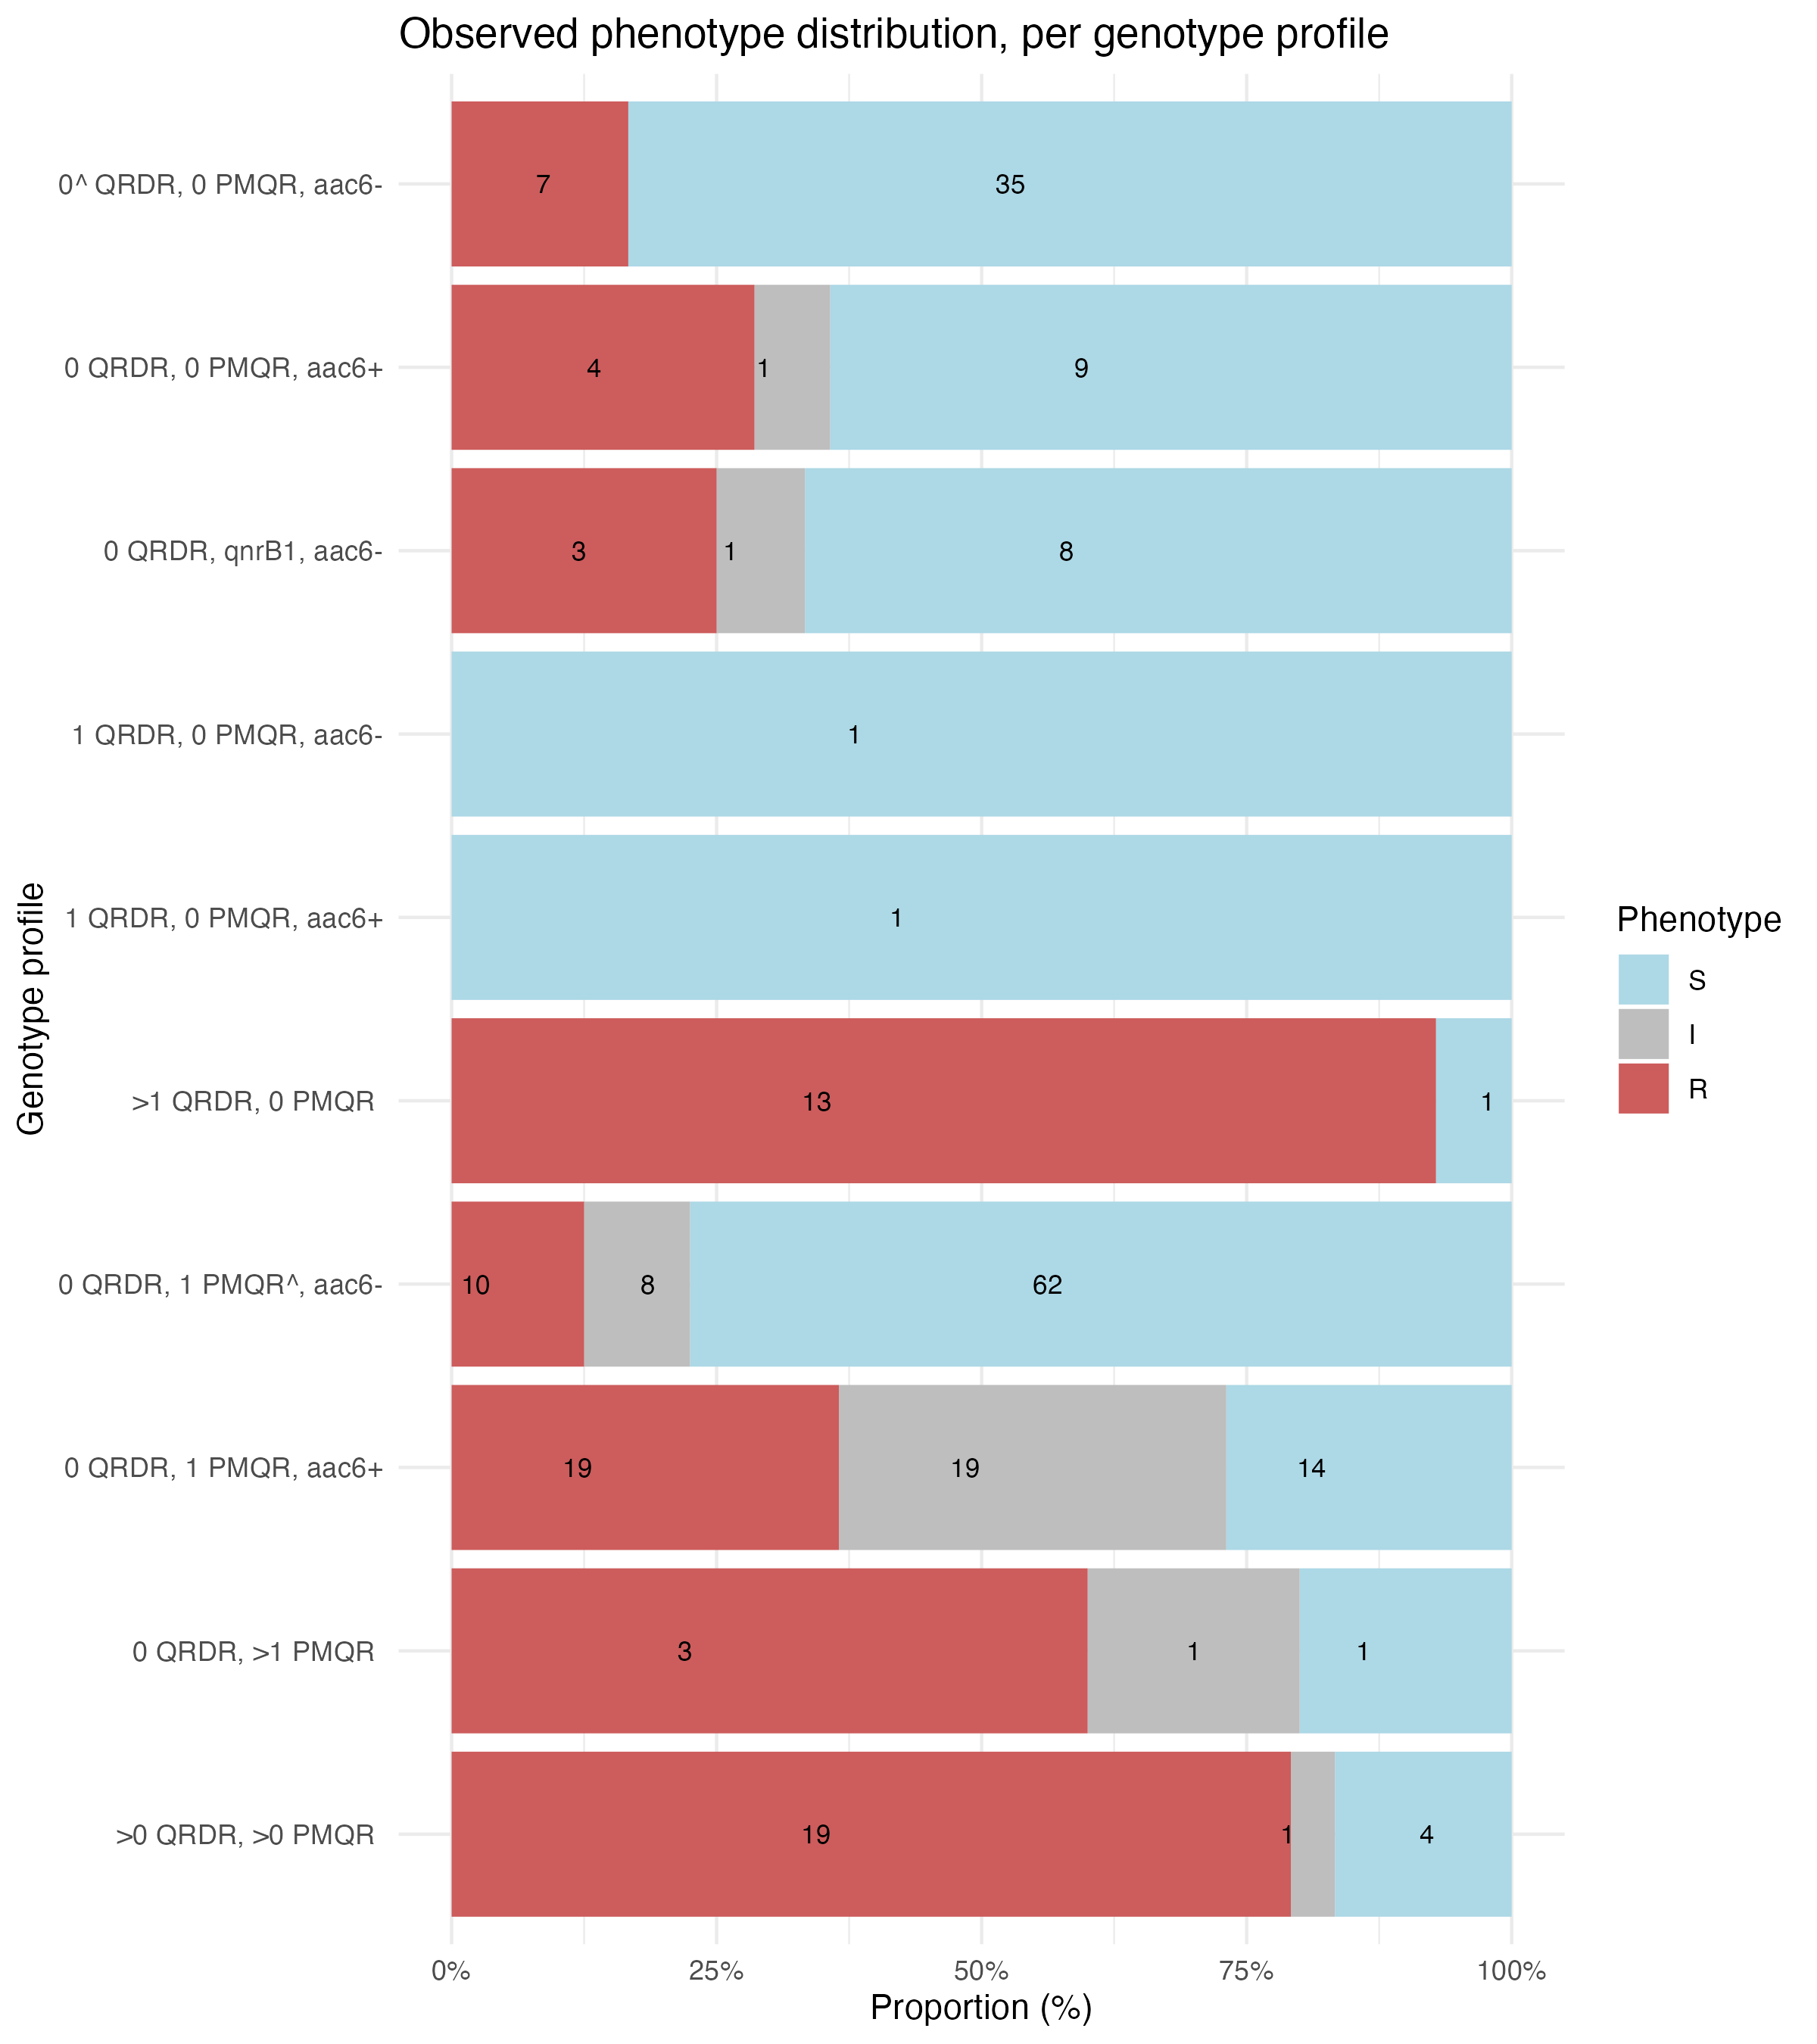 Observed phenotype distribution, per genotype profile
Genotype profile
0^ QRDR, 0 PMQR, aac6-
7
35
0 QRDR, 0 PMQR, aac6+
4
1
9
0 QRDR, qnrB1, aac6-
3
1
8
1 QRDR, 0 PMQR, aac6-
1
1 QRDR, 0 PMQR, aac6+
1
>1 QRDR, 0 PMQR
13
1
0 QRDR, 1 PMQR^, aac6-
10
8
62
0 QRDR, 1 PMQR, aac6+
19
19
14
0 QRDR, >1 PMQR
3
1
1
>0 QRDR, >0 PMQR
19
1
4
0%
25%
50%
75%
100%
Proportion (%)
Phenotype
S
I
R